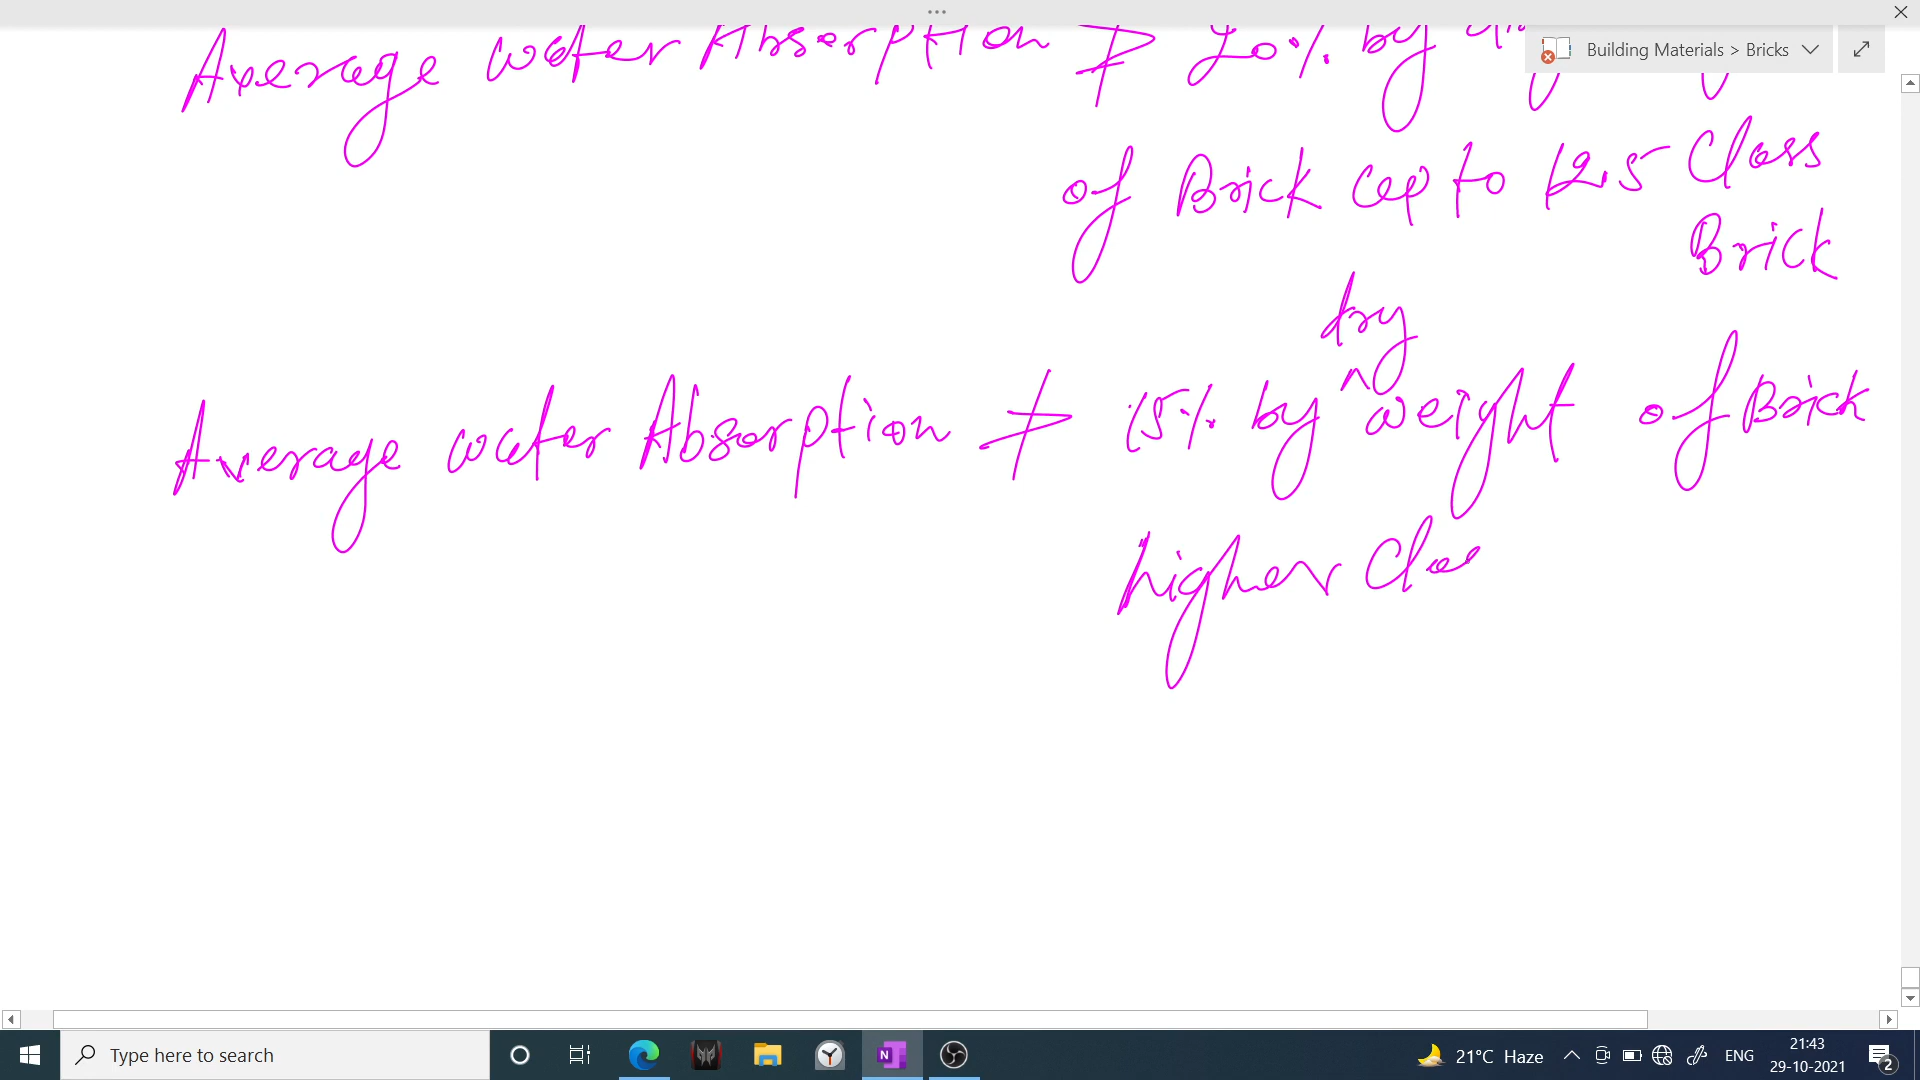 Average water Absorption ≯ 20% by
Building Materials > Bricks
of Brick up to 12.5 Class
Brick
dry
Average water Absorption ≯ 15% by ^ weight of Brick
higher Clas
Type here to search
21°C Haze
ENG
21:43
29-10-2021
2